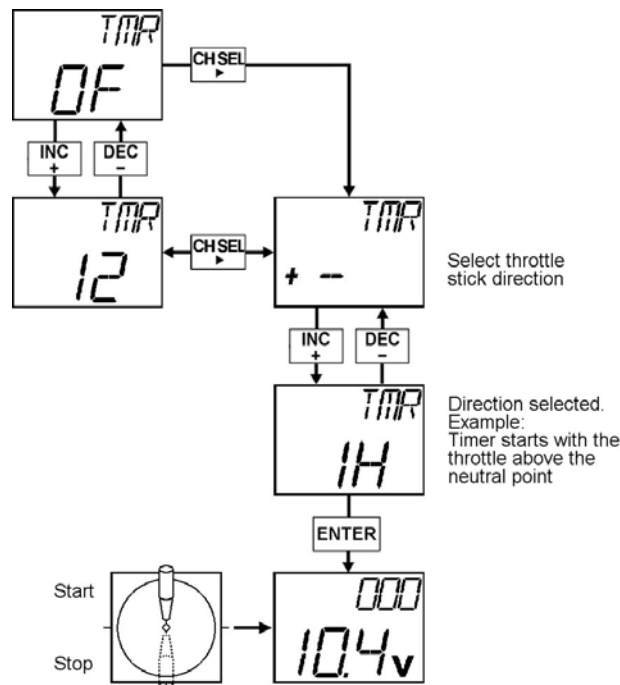 TMR
OF
CH SEL
INC
+
DEC
–
TMR
12
CH SEL
TMR
+ --
Select throttle
stick direction
INC
+
DEC
–
TMR
1H
Direction selected.
Example:
Timer starts with the
throttle above the
neutral point
ENTER
Start
Stop
000
10.4v